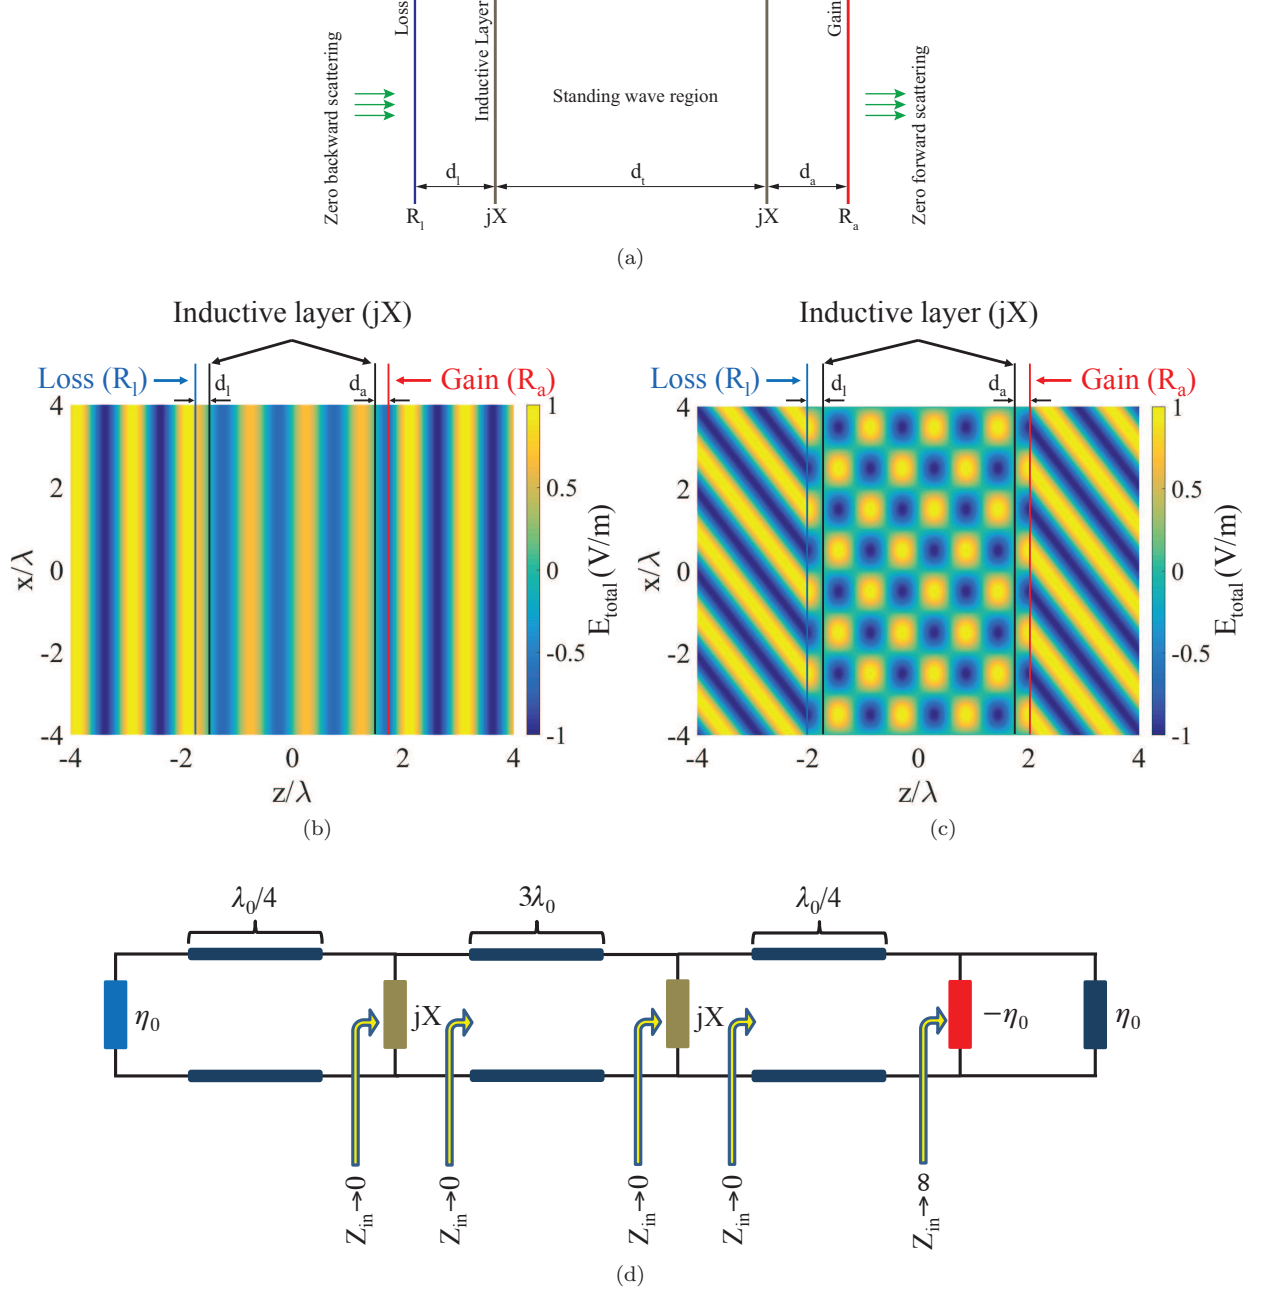 Zero backward scattering
Loss
Inductive Layer
Standing wave region
Gain
Zero forward scattering
d_l
d_t
d_a
R_l
jX
jX
R_a
(a)
Inductive layer (jX)
Loss (R_l)
d_l
d_a
Gain (R_a)
4
2
0
-2
-4
x/λ
-4
-2
0
2
4
z/λ
1
0.5
0
-0.5
-1
E_total (V/m)
(b)
Inductive layer (jX)
Loss (R_l)
d_l
d_a
Gain (R_a)
4
2
0
-2
-4
x/λ
-4
-2
0
2
4
z/λ
1
0.5
0
-0.5
-1
E_total (V/m)
(c)
λ_0/4
3λ_0
λ_0/4
η_0
jX
jX
−η_0
η_0
Z_in→0
Z_in→0
Z_in→0
Z_in→0
Z_in→∞
(d)